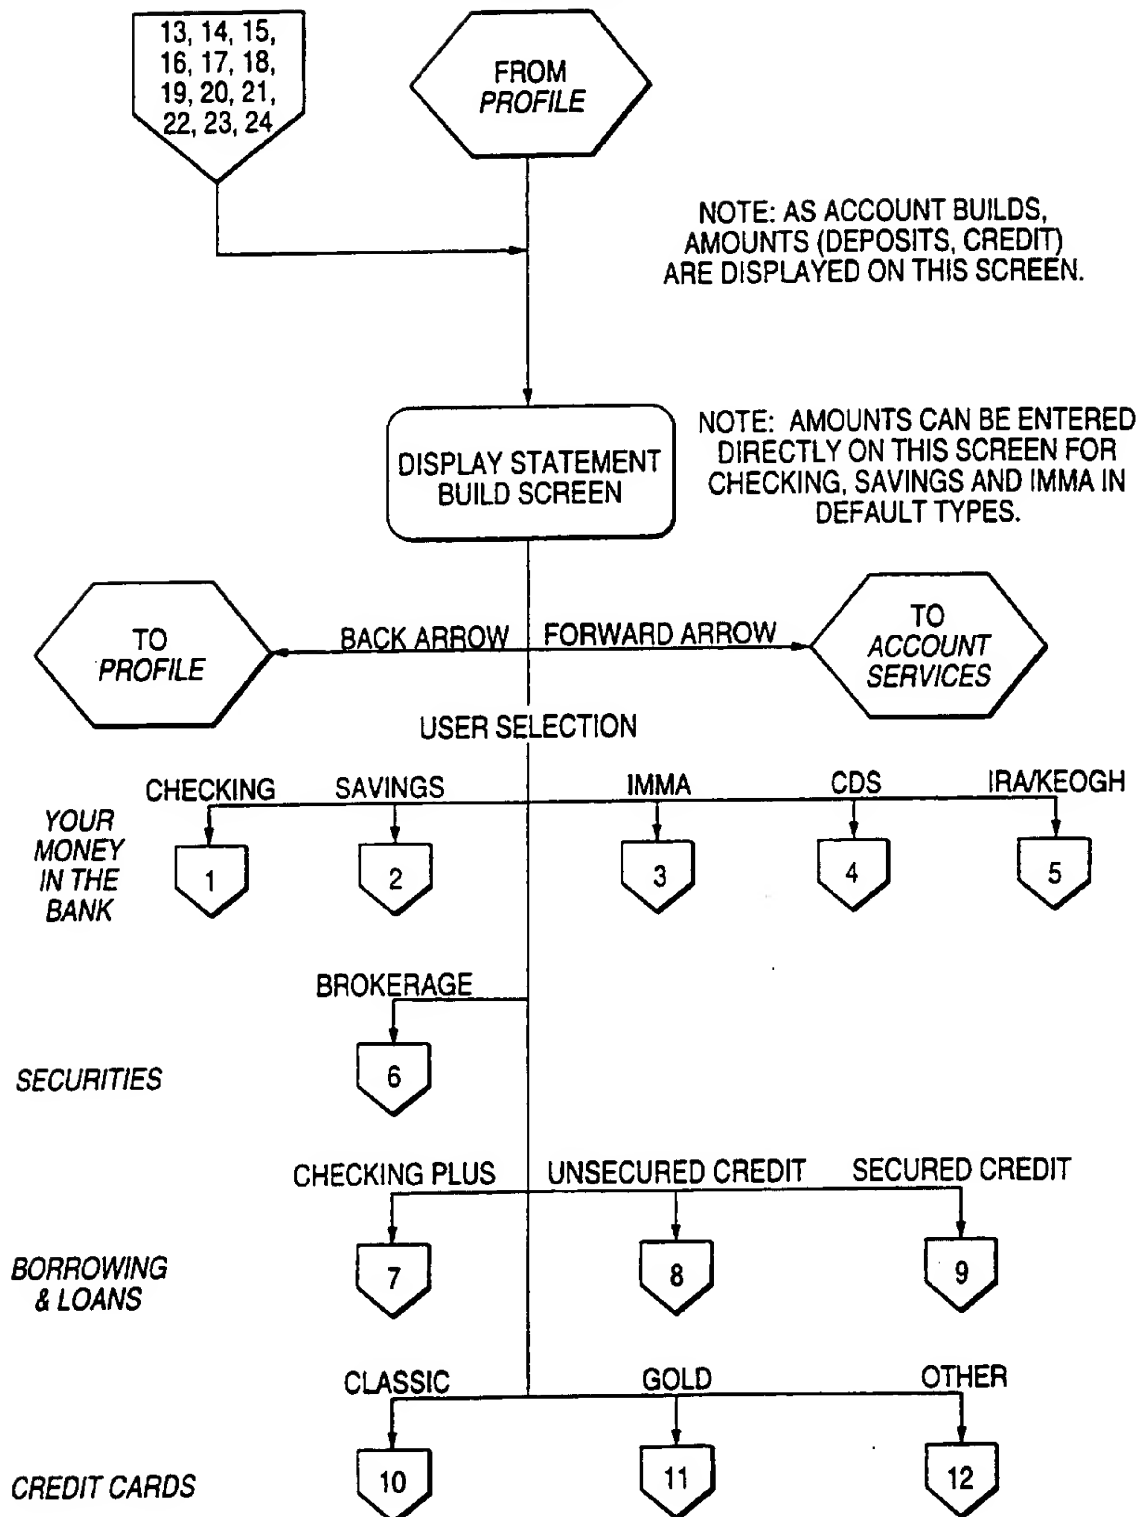 13, 14, 15,
16, 17, 18,
19, 20, 21,
22, 23, 24
FROM
PROFILE
NOTE: AS ACCOUNT BUILDS,
AMOUNTS (DEPOSITS, CREDIT)
ARE DISPLAYED ON THIS SCREEN.
DISPLAY STATEMENT
BUILD SCREEN
NOTE: AMOUNTS CAN BE ENTERED
DIRECTLY ON THIS SCREEN FOR
CHECKING, SAVINGS AND IMMA IN
DEFAULT TYPES.
TO
PROFILE
BACK ARROW
FORWARD ARROW
TO
ACCOUNT
SERVICES
USER SELECTION
YOUR
MONEY
IN THE
BANK
CHECKING
SAVINGS
IMMA
CDS
IRA/KEOGH
1
2
3
4
5
BROKERAGE
SECURITIES
6
CHECKING PLUS
UNSECURED CREDIT
SECURED CREDIT
BORROWING
& LOANS
7
8
9
CLASSIC
GOLD
OTHER
CREDIT CARDS
10
11
12